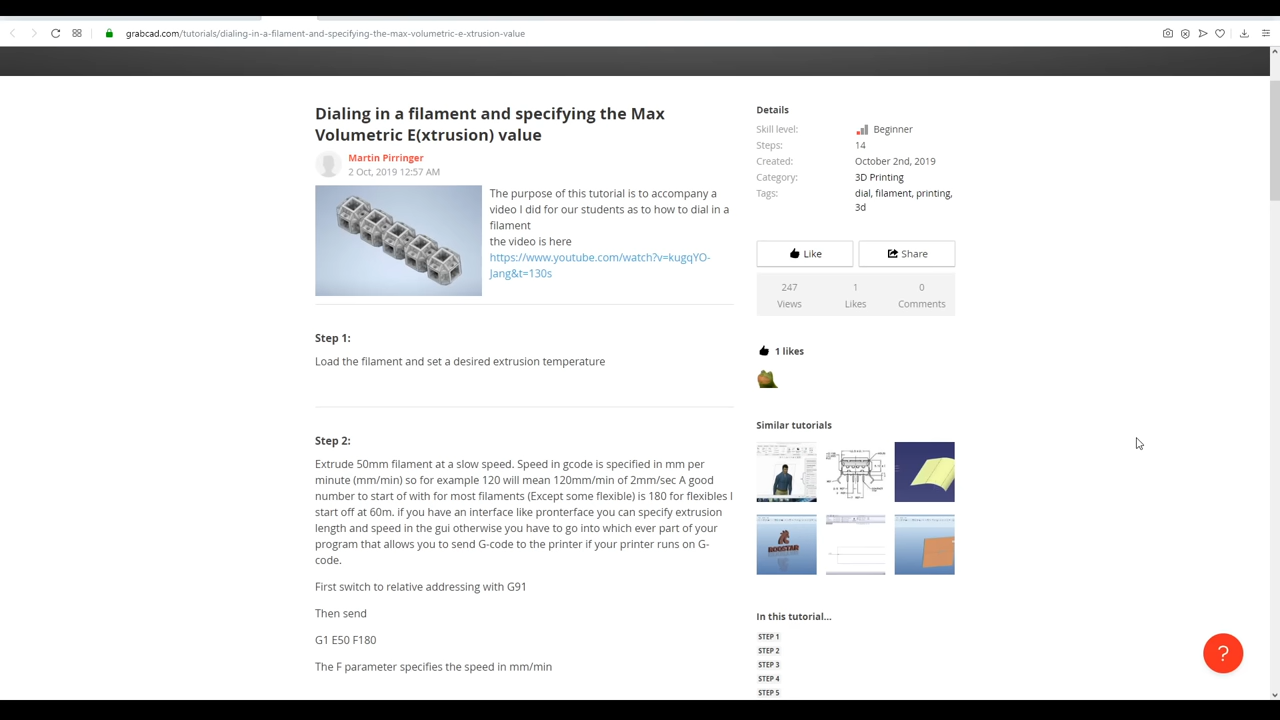 grabcad.com/tutorials/dialing-in-a-filament-and-specifying-the-max-volumetric-e-xtrusion-value
Dialing in a filament and specifying the Max
Volumetric E(xtrusion) value
Martin Pirringer
2 Oct, 2019 12:57 AM
The purpose of this tutorial is to accompany a
video I did for our students as to how to dial in a
filament
the video is here
https://www.youtube.com/watch?v=kugqYO-
Jang&t=130s
Step 1:
Load the filament and set a desired extrusion temperature
Step 2:
Extrude 50mm filament at a slow speed. Speed in gcode is specified in mm per
minute (mm/min) so for example 120 will mean 120mm/min of 2mm/sec A good
number to start of with for most filaments (Except some flexible) is 180 for flexibles I
start off at 60m. if you have an interface like pronterface you can specify extrusion
length and speed in the gui otherwise you have to go into which ever part of your
program that allows you to send G-code to the printer if your printer runs on G-
code.
First switch to relative addressing with G91
Then send
G1 E50 F180
The F parameter specifies the speed in mm/min
Details
Skill level: Beginner
Steps: 14
Created: October 2nd, 2019
Category: 3D Printing
Tags: dial, filament, printing,
3d
Like Share
247 1 0
Views Likes Comments
1 likes
Similar tutorials
ROOSTAR
In this tutorial...
STEP 1
STEP 2
STEP 3
STEP 4
STEP 5
?